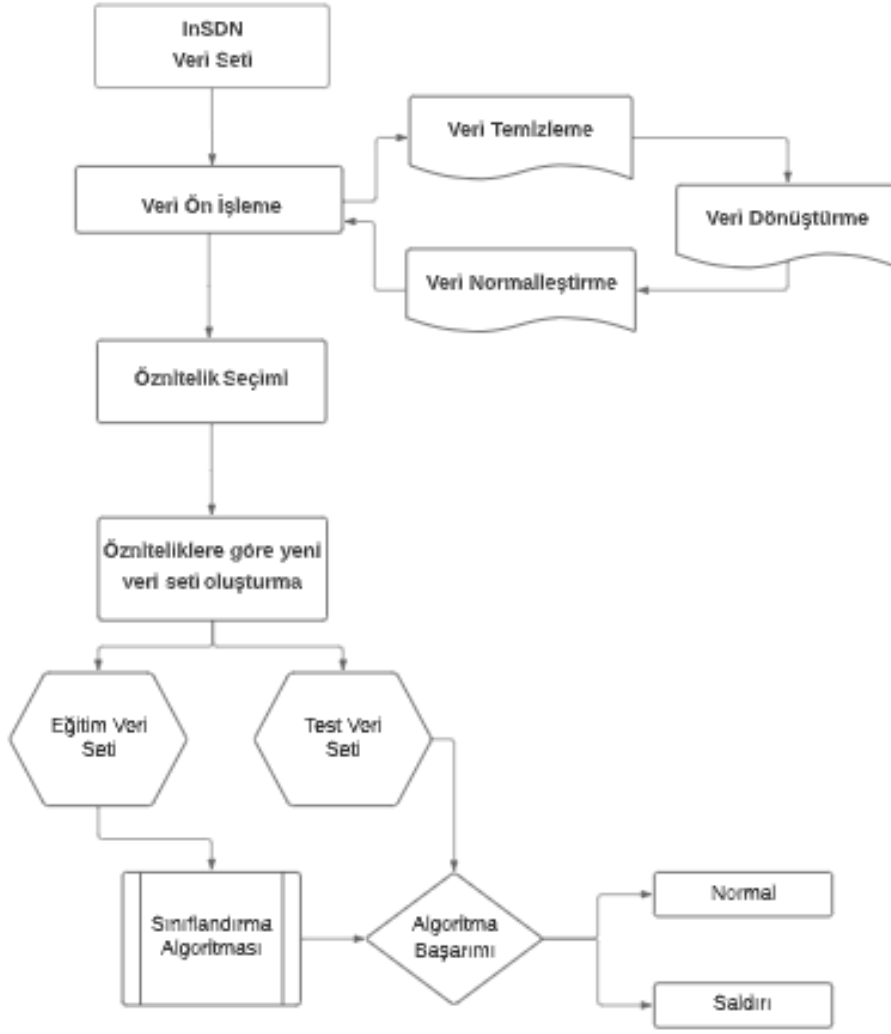 InSDN
Veri Seti
Veri Temizleme
Veri Ön İşleme
Veri Dönüştürme
Veri Normalleştirme
Öznitelik Seçimi
Özniteliklere göre yeni
veri seti oluşturma
Eğitim Veri
Seti
Test Veri
Seti
Sınıflandırma
Algoritması
Algoritma
Başarımı
Normal
Saldırı